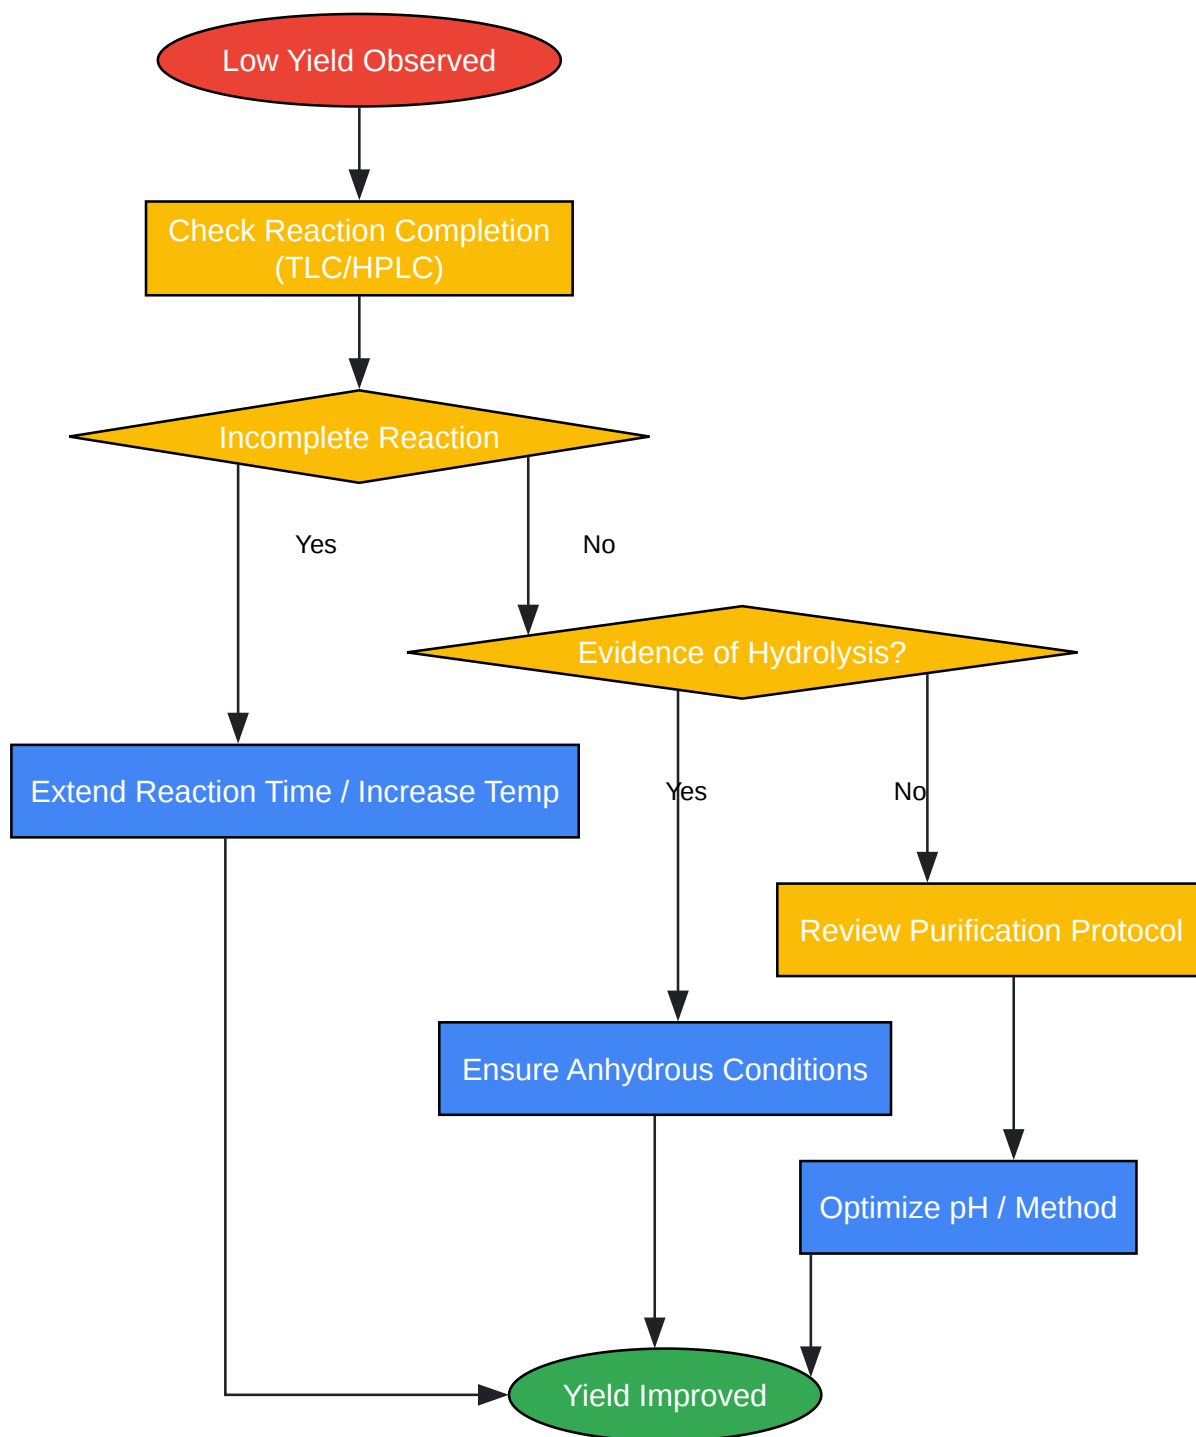 Low Yield Observed
Check Reaction Completion
(TLC/HPLC)
Incomplete Reaction
Yes
No
Evidence of Hydrolysis?
Extend Reaction Time / Increase Temp
Yes
No
Review Purification Protocol
Ensure Anhydrous Conditions
Optimize pH / Method
Yield Improved